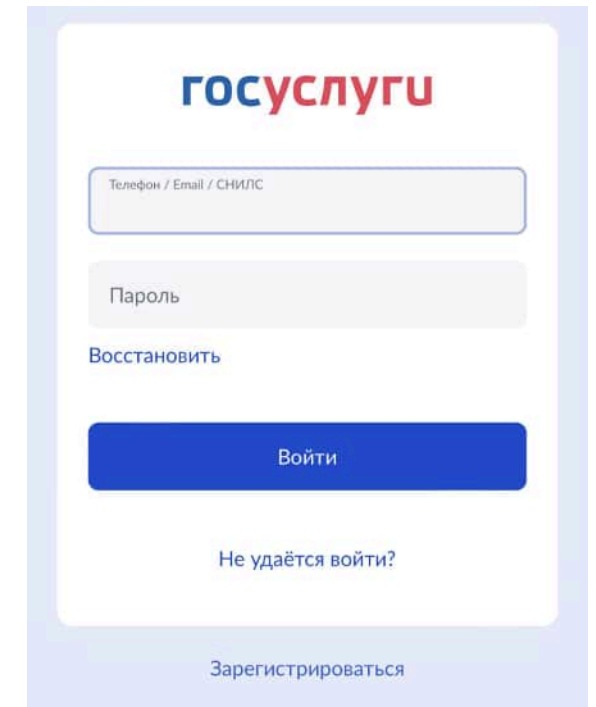 госуслуги
Телефон / Email / СНИЛС
Пароль
Восстановить
Войти
Не удаётся войти?
Зарегистрироваться